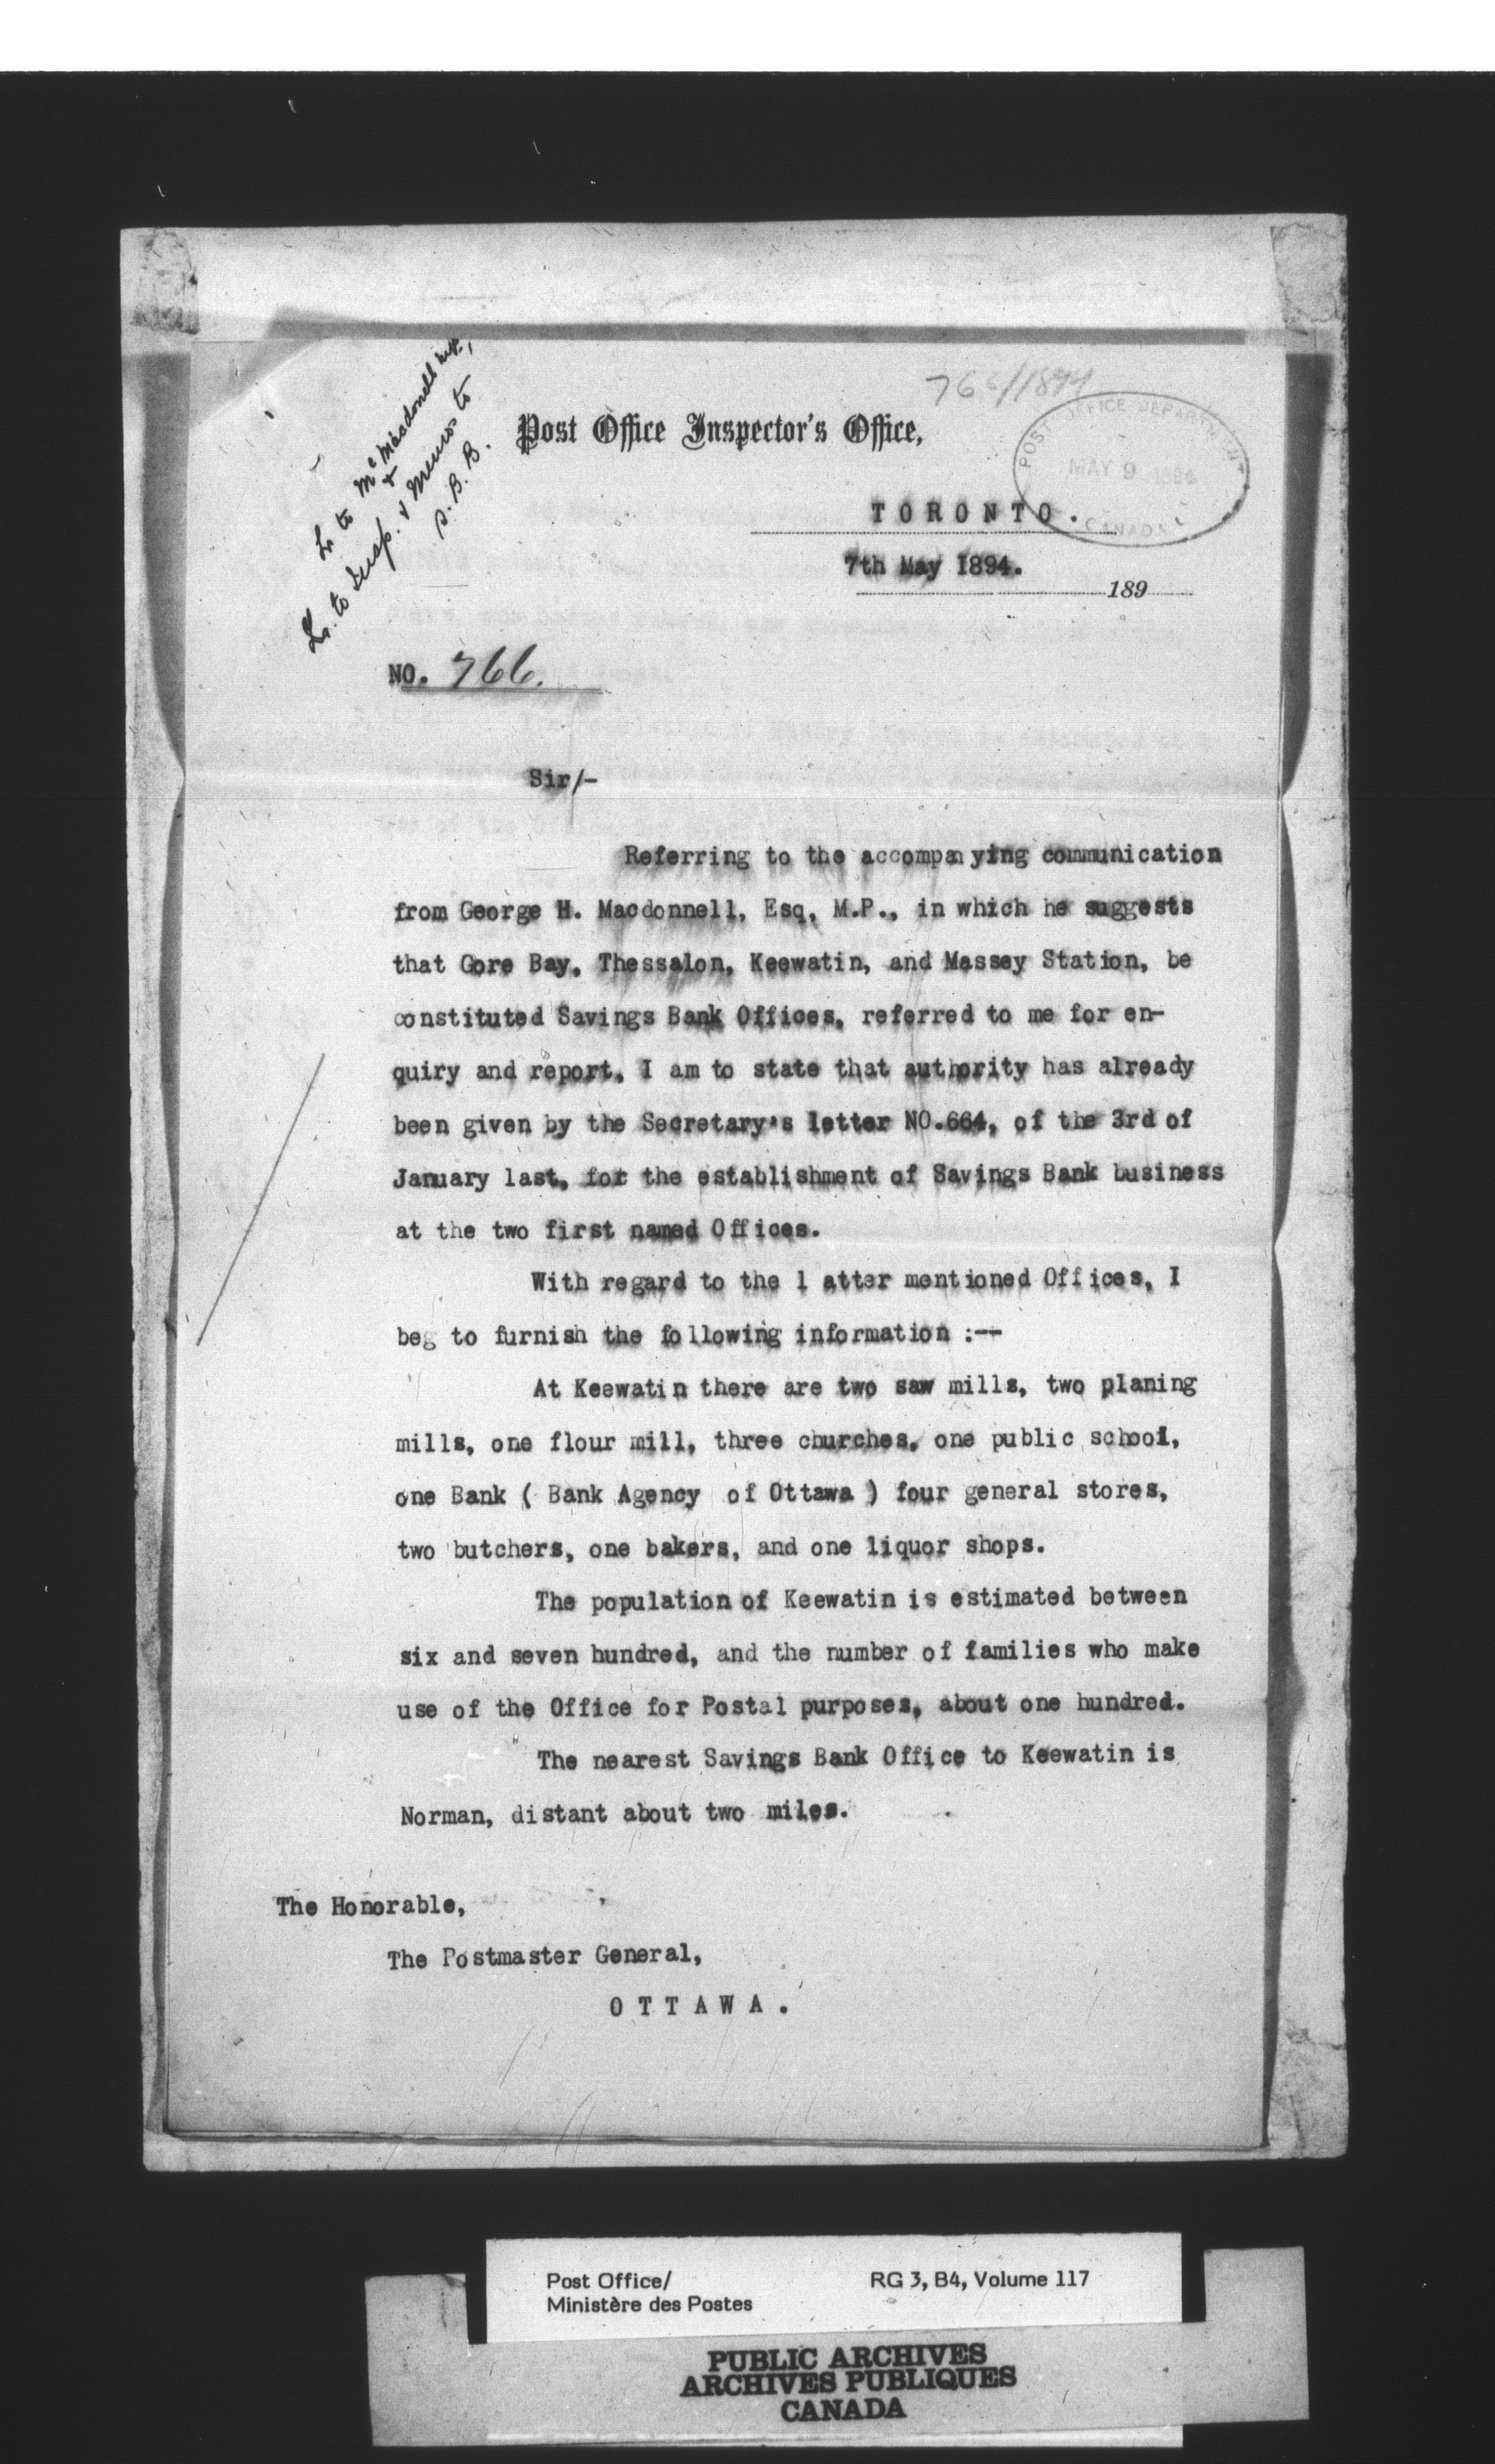 Lr to Mc Macdonell M.P.,
&
Lr. to Insp. & Memo to
S. B. B.
766/1894
Post Office Inspector's Office,
POST OFFICE DEPARTMENT
MAY 9 1894
CANADA
TORONTO.
7th May 1894.
189
NO. 766.
Sir/-
Referring to the accompanying communication
from George H. Macdonnell, Esq, M.P., in which he suggests
that Gore Bay, Thessalon, Keewatin, and Massey Station, be
constituted Savings Bank Offices, referred to me for en-
quiry and report, I am to state that authority has already
been given by the Secretary's letter NO.664, of the 3rd of
January last, for the establishment of Savings Bank business
at the two first named Offices.
With regard to the l atter mentioned Offices, I
beg to furnish the following information :--
At Keewatin there are two saw mills, two planing
mills, one flour mill, three churches, one public school,
one Bank ( Bank Agency of Ottawa ) four general stores,
two butchers, one bakers, and one liquor shops.
The population of Keewatin is estimated between
six and seven hundred, and the number of families who make
use of the Office for Postal purposes, about one hundred.
The nearest Savings Bank Office to Keewatin is
Norman, distant about two miles.
The Honorable,
The Postmaster General,
OTTAWA.
Post Office/
Ministère des Postes
RG 3, B4, Volume 117
PUBLIC ARCHIVES
ARCHIVES PUBLIQUES
CANADA